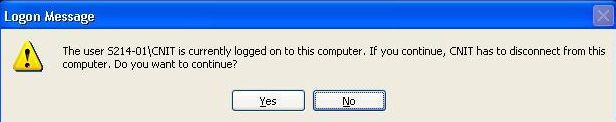 Logon Message
The user S214-01\CNIT is currently logged on to this computer. If you continue, CNIT has to disconnect from this
computer. Do you want to continue?
Yes
No